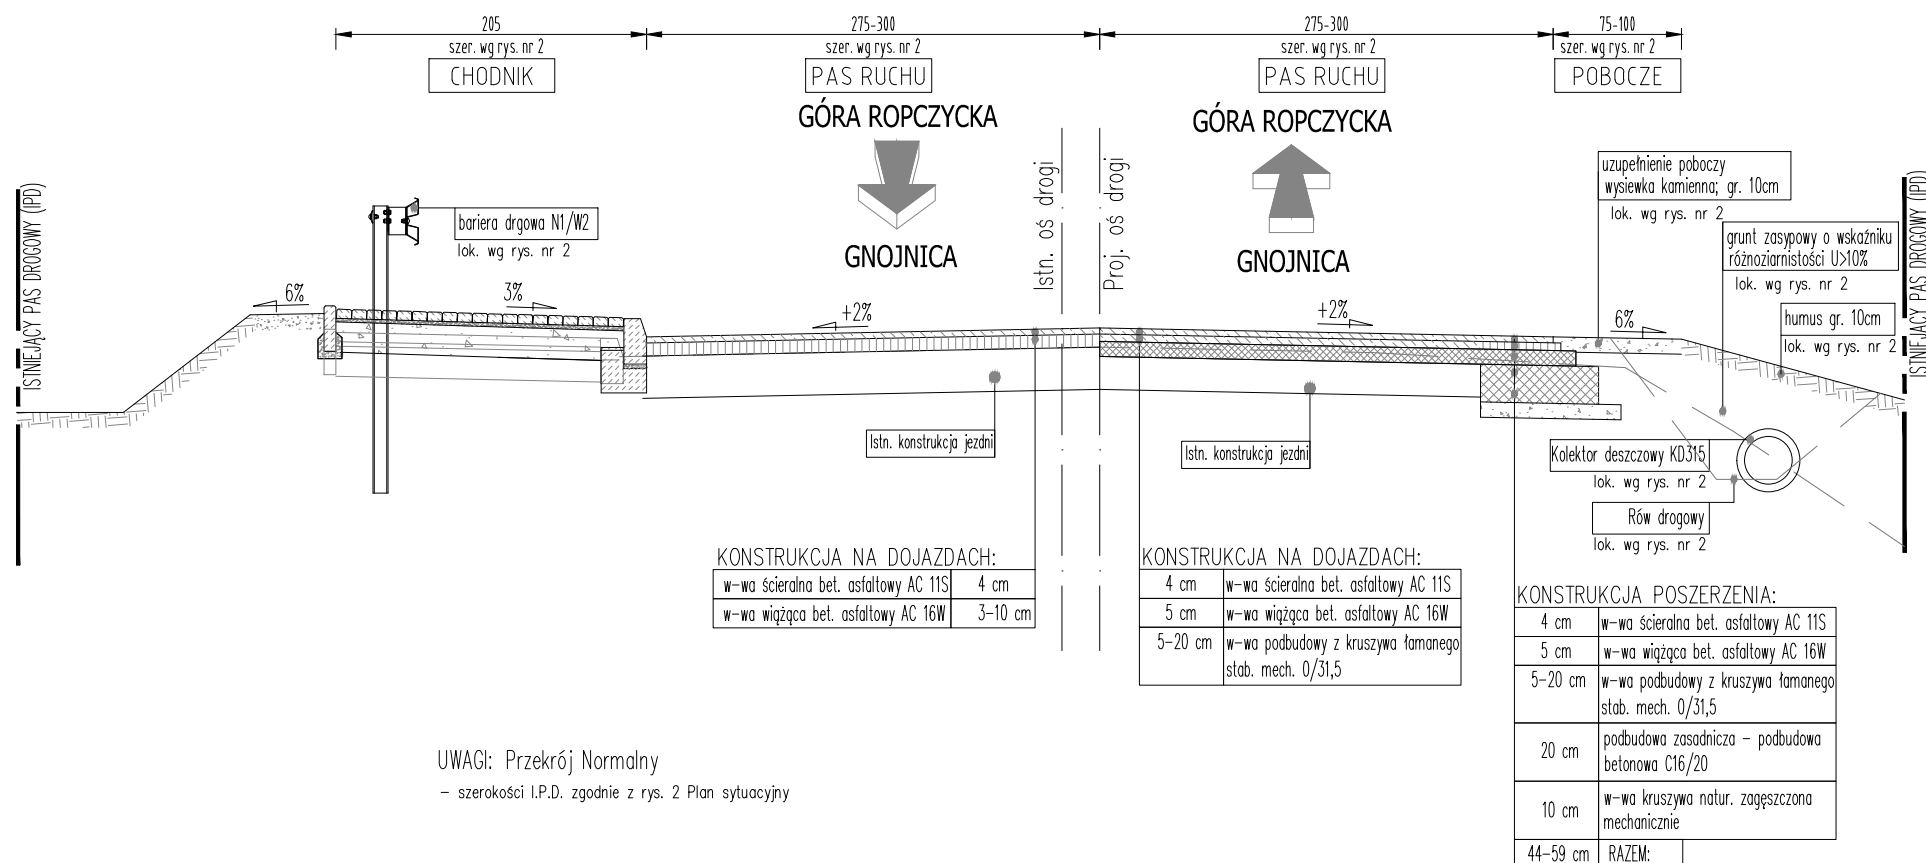 205
szer. wg rys. nr 2
CHODNIK
275-300
szer. wg rys. nr 2
PAS RUCHU
275-300
szer. wg rys. nr 2
PAS RUCHU
75-100
szer. wg rys. nr 2
POBOCZE
GÓRA ROPCZYCKA
GNOJNICA
GÓRA ROPCZYCKA
GNOJNICA
Istn. oś drogi
Proj. oś drogi
ISTNIEJĄCY PAS DROGOWY (IPD)
ISTNIEJĄCY PAS DROGOWY (IPD)
bariera drgowa N1/W2
lok. wg rys. nr 2
uzupełnienie poboczy
wysiewka kamienna; gr. 10cm
lok. wg rys. nr 2
grunt zasypowy o wskaźniku
różnoziarnistości U>10%
lok. wg rys. nr 2
humus gr. 10cm
lok. wg rys. nr 2
6%
3%
+2%
+2%
6%
Istn. konstrukcja jezdni
Istn. konstrukcja jezdni
Kolektor deszczowy KD315
lok. wg rys. nr 2
Rów drogowy
lok. wg rys. nr 2
KONSTRUKCJA NA DOJAZDACH:
w-wa ścieralna bet. asfaltowy AC 11S 4 cm
w-wa wiążąca bet. asfaltowy AC 16W 3-10 cm
KONSTRUKCJA NA DOJAZDACH:
4 cm w-wa ścieralna bet. asfaltowy AC 11S
5 cm w-wa wiążąca bet. asfaltowy AC 16W
5-20 cm w-wa podbudowy z kruszywa łamanego
stab. mech. 0/31,5
KONSTRUKCJA POSZERZENIA:
4 cm w-wa ścieralna bet. asfaltowy AC 11S
5 cm w-wa wiążąca bet. asfaltowy AC 16W
5-20 cm w-wa podbudowy z kruszywa łamanego
stab. mech. 0/31,5
20 cm podbudowa zasadnicza - podbudowa
betonowa C16/20
10 cm w-wa kruszywa natur. zagęszczona
mechanicznie
44-59 cm RAZEM:
UWAGI: Przekrój Normalny
- szerokości I.P.D. zgodnie z rys. 2 Plan sytuacyjny